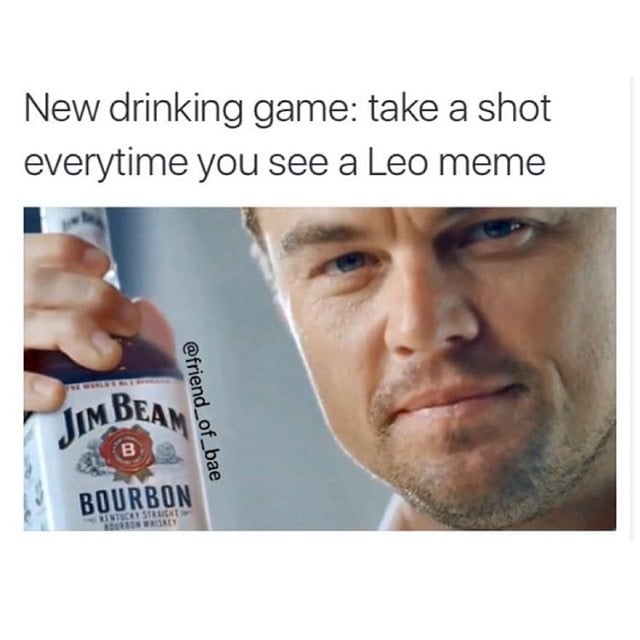 New drinking game: take a shot
everytime you see a Leo meme
@friend_of_bae
JIM BEAM
B
BOURBON
KENTUCKY STRAIGHT
BOURBON WHISKEY